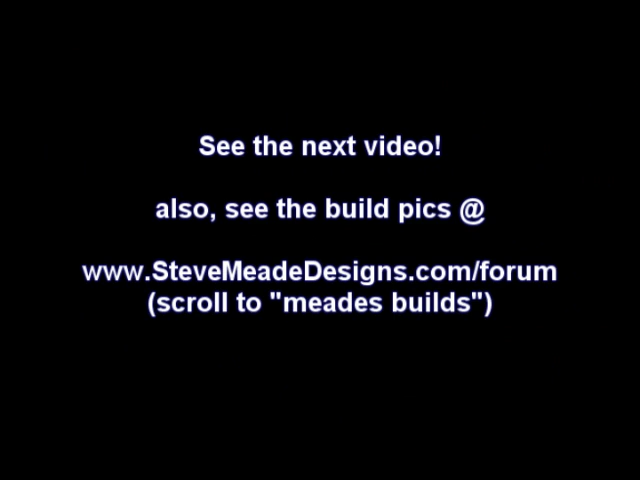 See the next video!
also, see the build pics @
www.SteveMeadeDesigns.com/forum
(scroll to "meades builds")